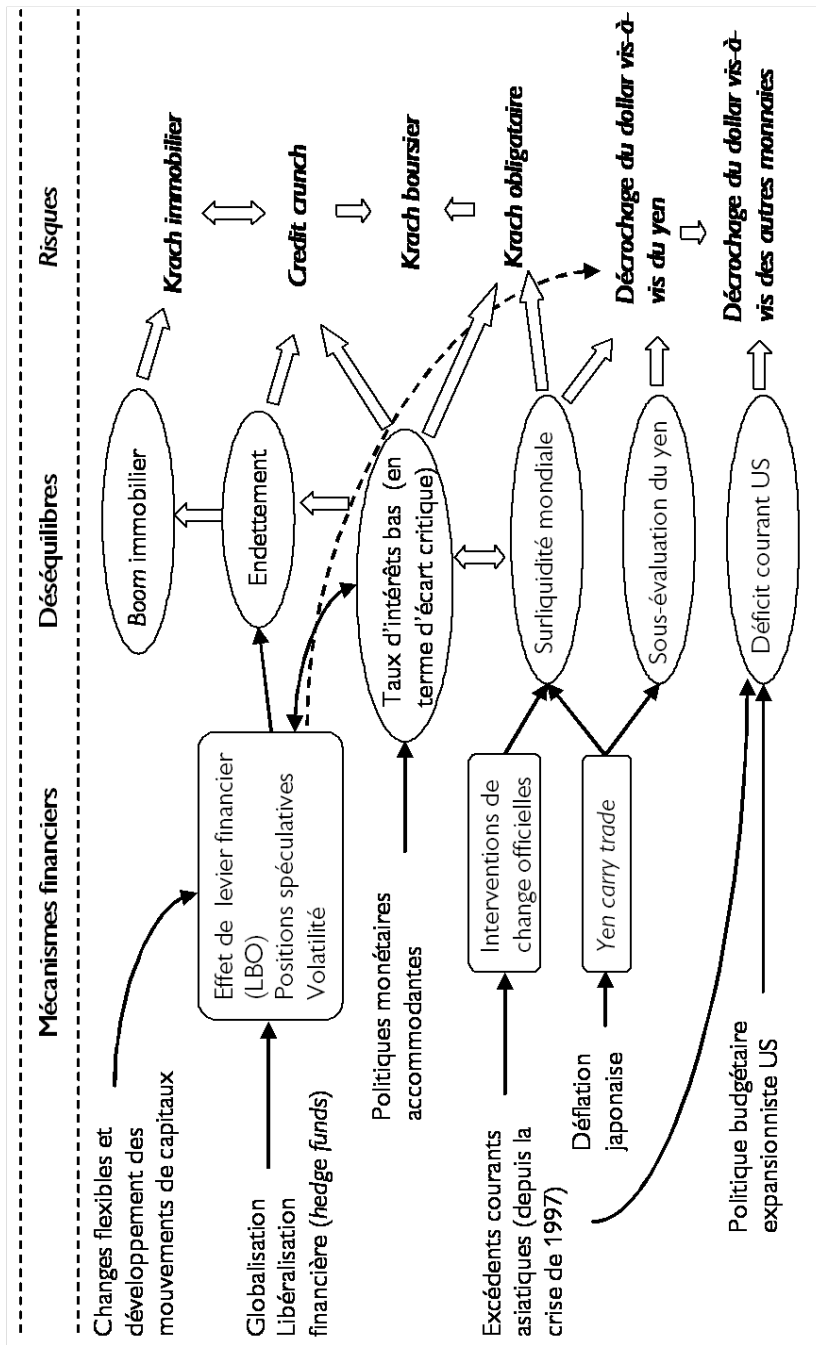 Mécanismes financiers
Déséquilibres
Risques
Changes flexibles et
développement des
mouvements de capitaux
Globalisation
Libéralisation
financière (hedge funds)
Effet de levier financier
(LBO)
Positions spéculatives
Volatilité
Politiques monétaires
accommodantes
Excédents courants
asiatiques (depuis la
crise de 1997)
Interventions de
change officielles
Déflation
japonaise
Yen carry trade
Politique budgétaire
expansionniste US
Boom immobilier
Endettement
Taux d'intérêts bas (en
terme d'écart critique)
Surliquidité mondiale
Sous-évaluation du yen
Déficit courant US
Krach immobilier
Credit crunch
Krach boursier
Krach obligataire
Décrochage du dollar vis-à-
vis du yen
Décrochage du dollar vis-à-
vis des autres monnaies